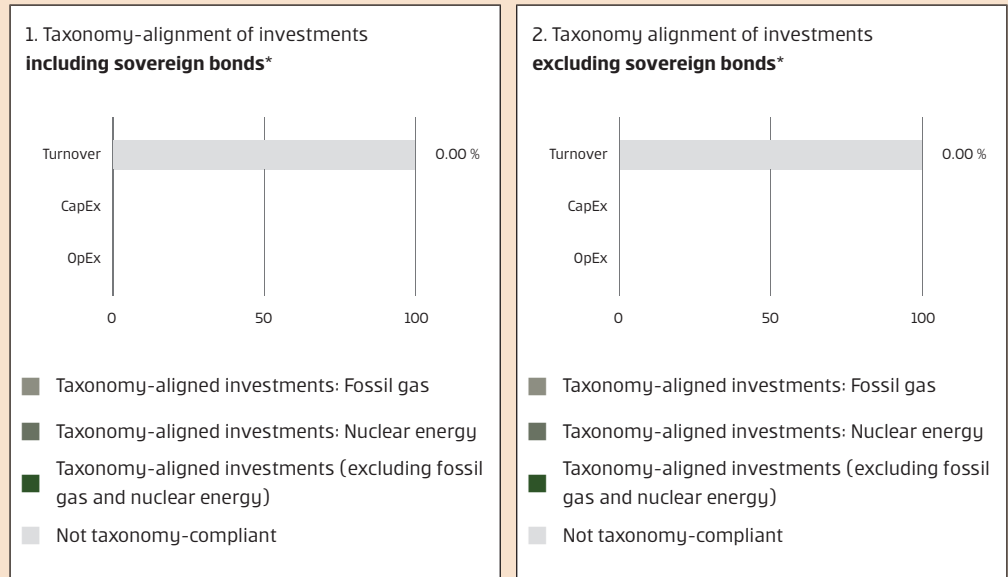 1. Taxonomy-alignment of investments
including sovereign bonds*
Turnover
0.00 %
CapEx
OpEx
0
50
100
Taxonomy-aligned investments: Fossil gas
Taxonomy-aligned investments: Nuclear energy
Taxonomy-aligned investments (excluding fossil
gas and nuclear energy)
Not taxonomy-compliant
2. Taxonomy alignment of investments
excluding sovereign bonds*
Turnover
0.00 %
CapEx
OpEx
0
50
100
Taxonomy-aligned investments: Fossil gas
Taxonomy-aligned investments: Nuclear energy
Taxonomy-aligned investments (excluding fossil
gas and nuclear energy)
Not taxonomy-compliant